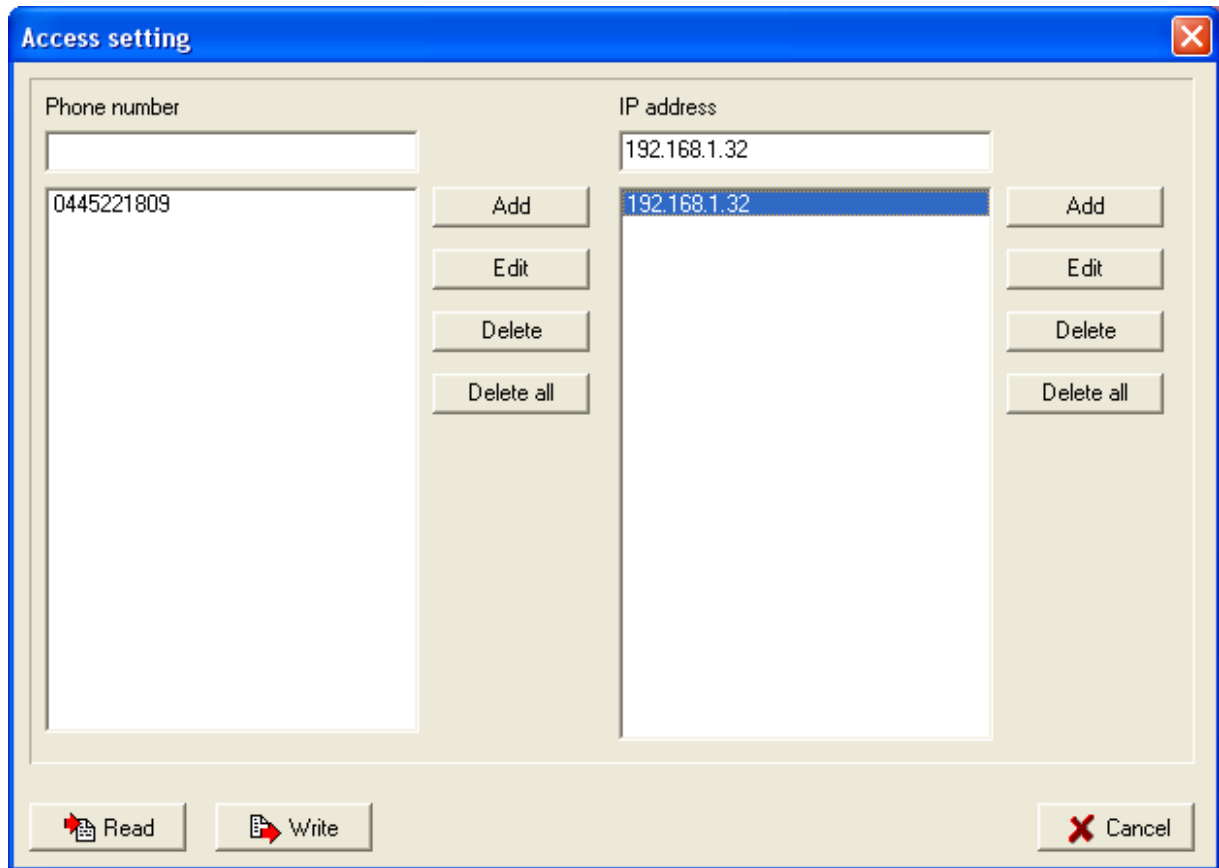 Access setting
Phone number
0445221809
Add
Edit
Delete
Delete all
IP address
192.168.1.32
192.168.1.32
Add
Edit
Delete
Delete all
Read
Write
Cancel